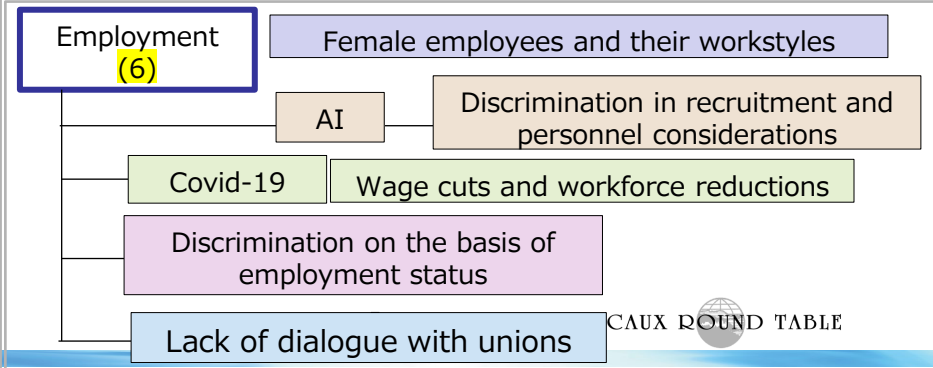 Employment
(6)
Female employees and their workstyles
AI
Discrimination in recruitment and
personnel considerations
Covid-19
Wage cuts and workforce reductions
Discrimination on the basis of
employment status
Lack of dialogue with unions
CAUX ROUND TABLE